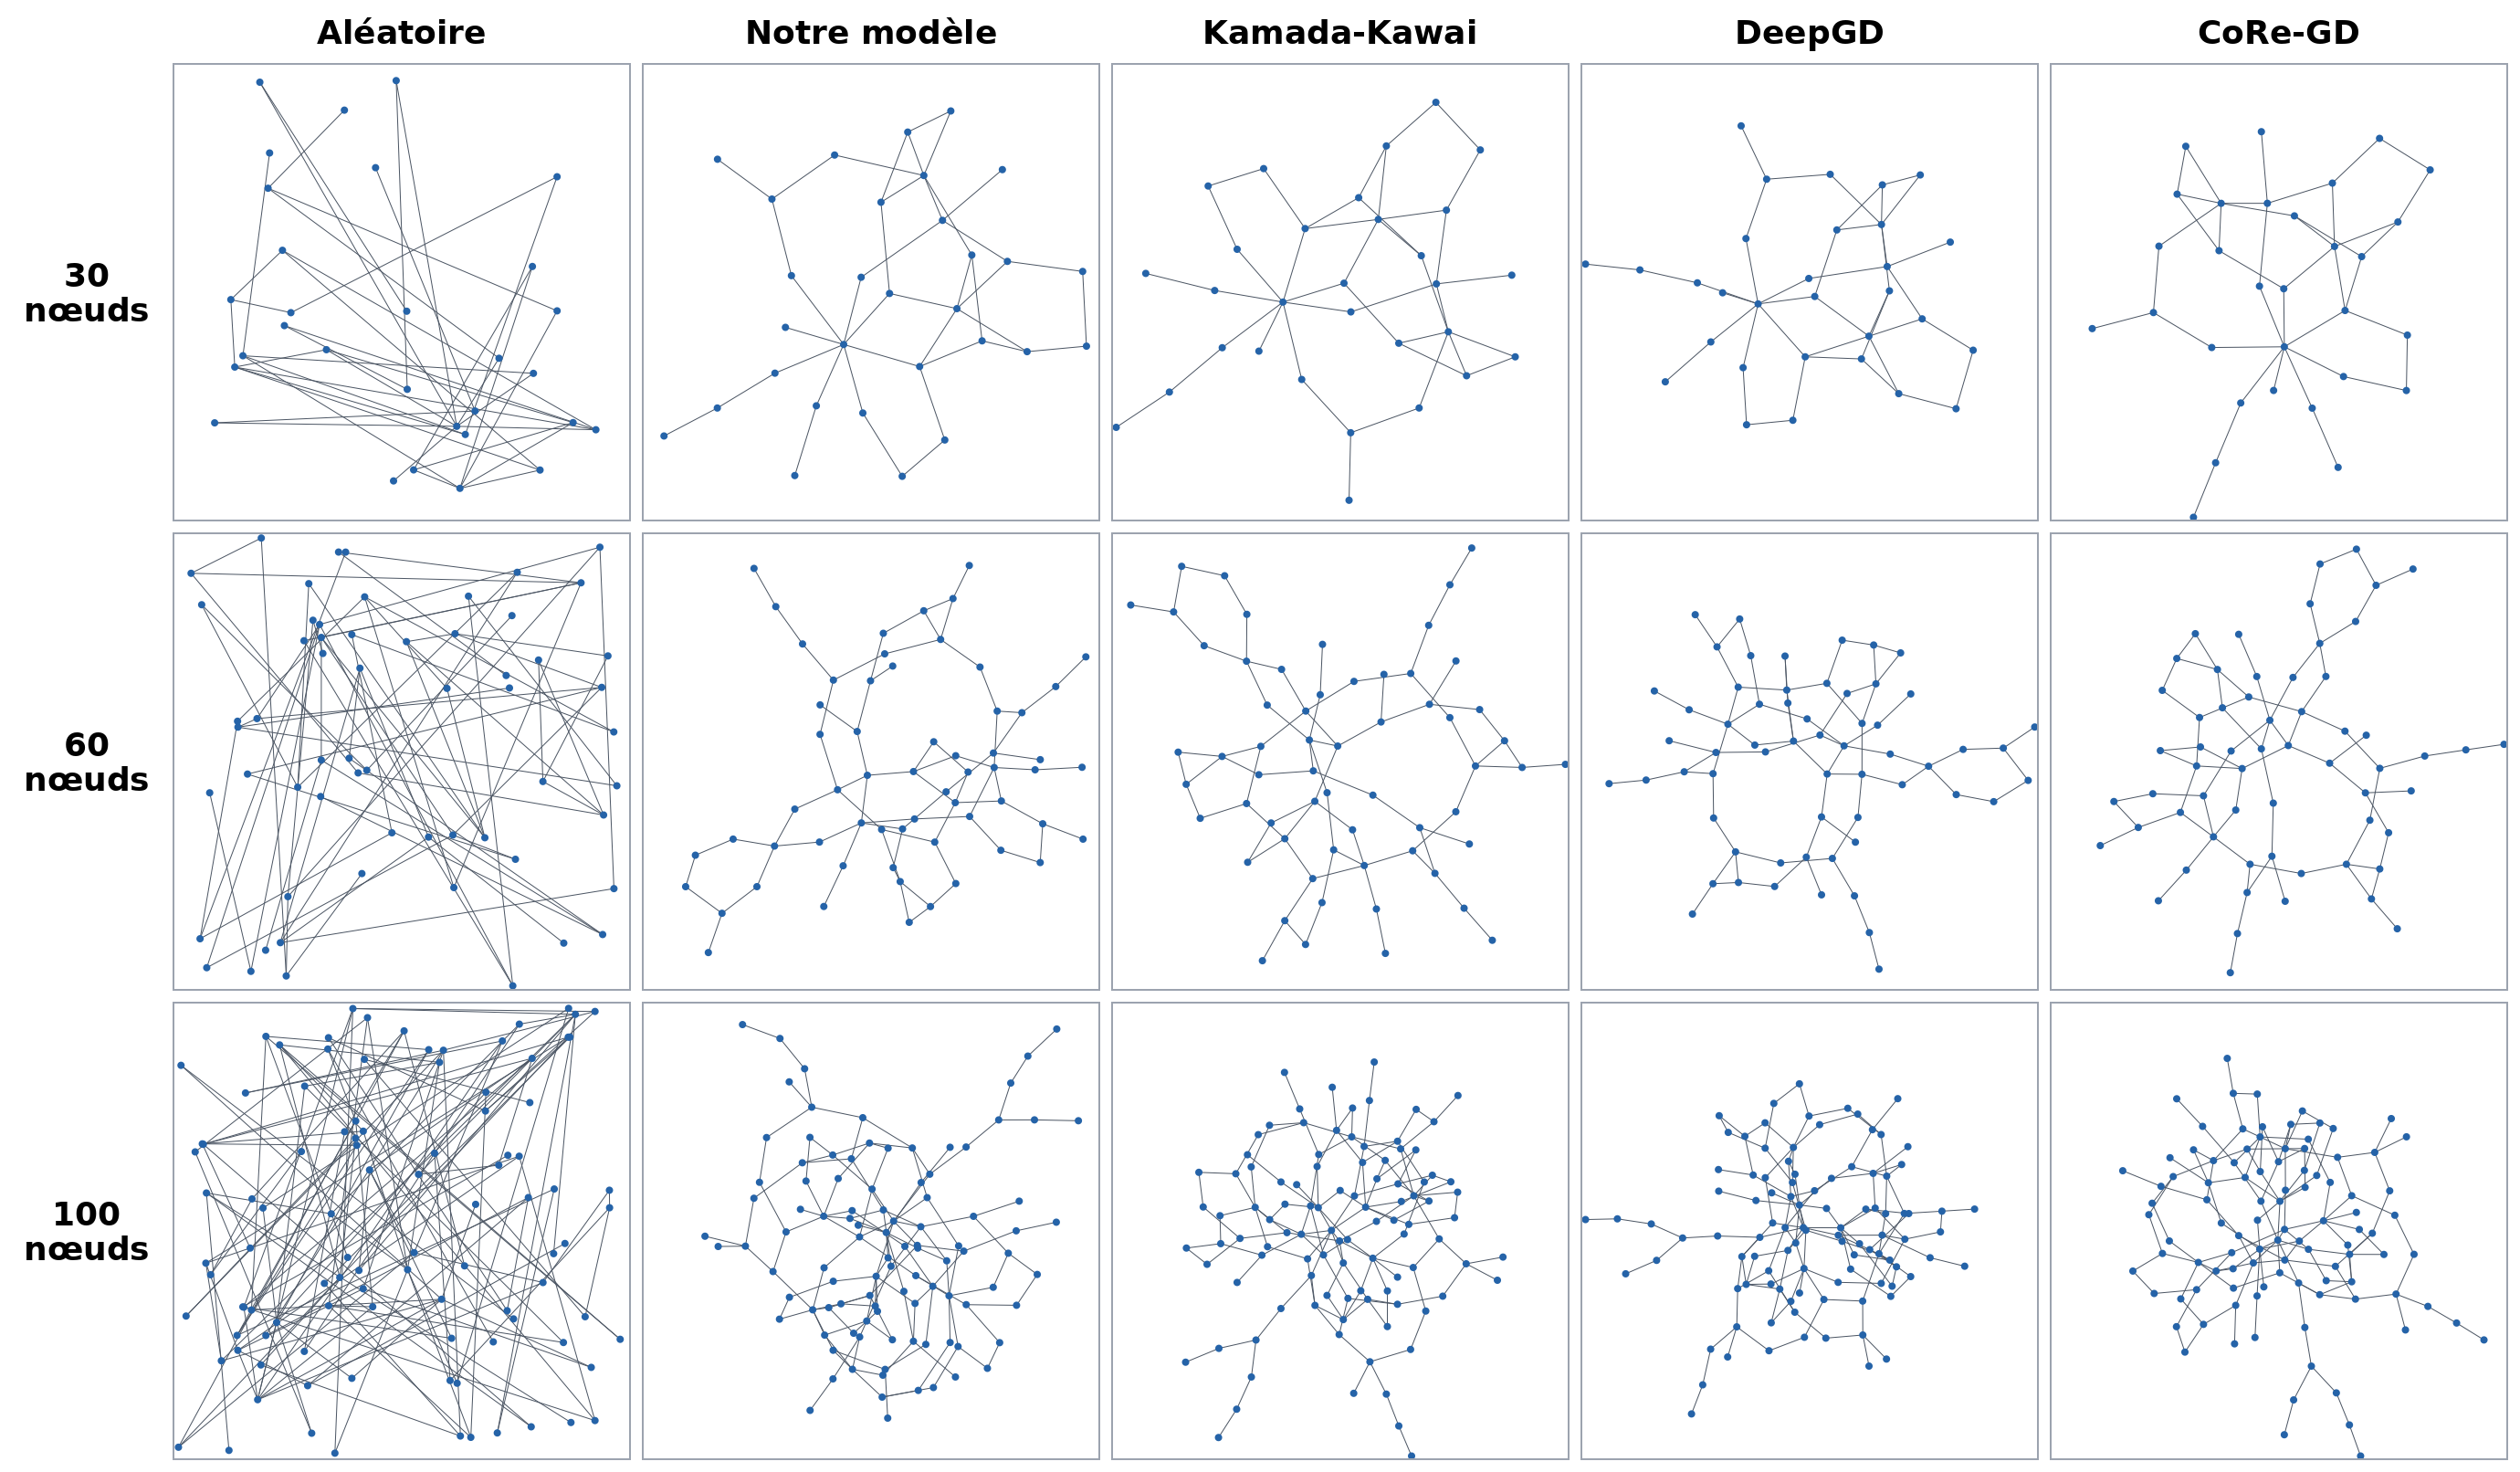 Aléatoire
Notre modèle
Kamada-Kawai
DeepGD
CoRe-GD
30
nœuds
60
nœuds
100
nœuds